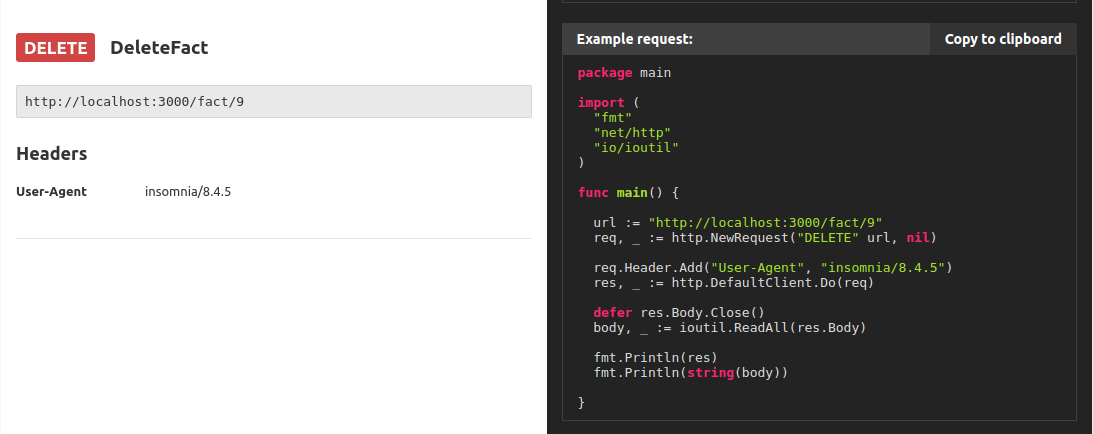 DELETE DeleteFact
http://localhost:3000/fact/9
Headers
User-Agent insomnia/8.4.5
Example request: Copy to clipboard
package main
import (
"fmt"
"net/http"
"io/ioutil"
)
func main() {
url := "http://localhost:3000/fact/9"
req, _ := http.NewRequest("DELETE" url, nil)
req.Header.Add("User-Agent", "insomnia/8.4.5")
res, _ := http.DefaultClient.Do(req)
defer res.Body.Close()
body, _ := ioutil.ReadAll(res.Body)
fmt.Println(res)
fmt.Println(string(body))
}